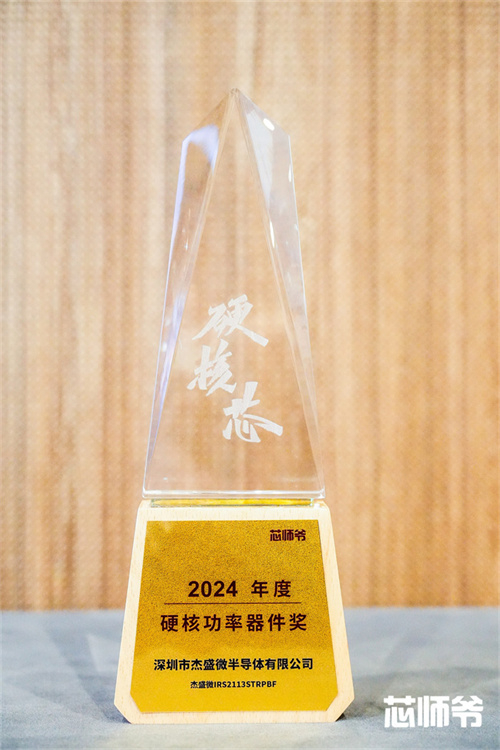 硬
核
芯
芯师爷
2024 年度
硬核功率器件奖
深圳市杰盛微半导体有限公司
杰盛微IRS2113STRPBF
芯师爷